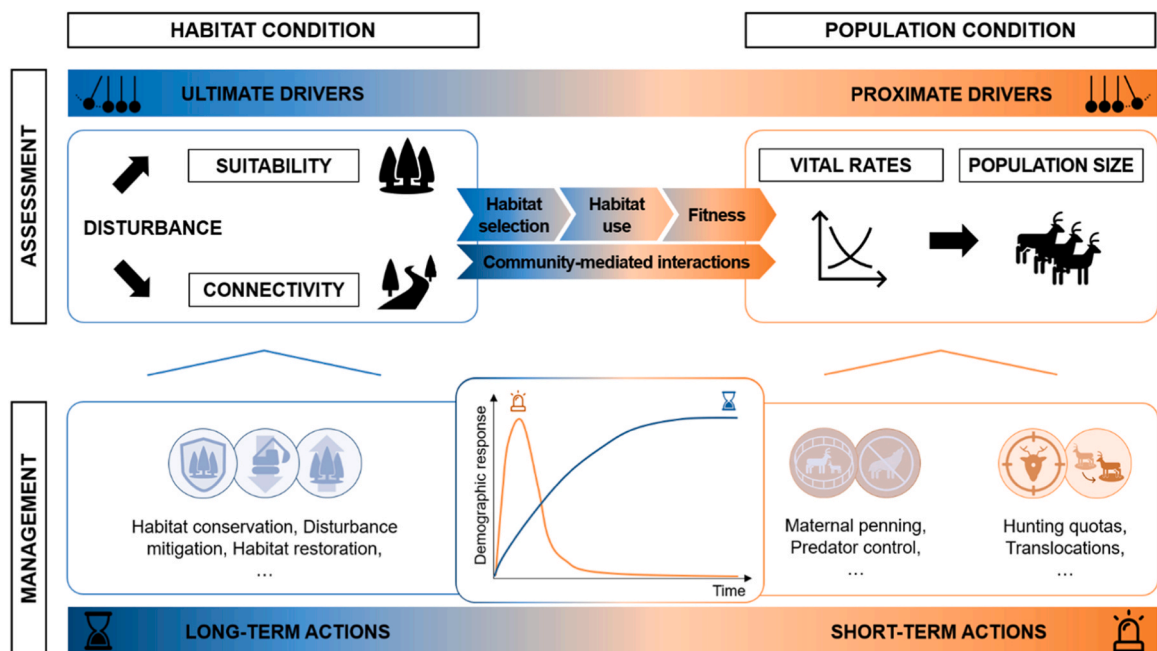 HABITAT CONDITION
POPULATION CONDITION
ASSESSMENT
ULTIMATE DRIVERS
PROXIMATE DRIVERS
SUITABILITY
DISTURBANCE
CONNECTIVITY
Habitat
selection
Habitat
use
Fitness
Community-mediated interactions
VITAL RATES
POPULATION SIZE
MANAGEMENT
Habitat conservation, Disturbance
mitigation, Habitat restoration,
...
Demographic response
Time
Maternal penning,
Predator control,
...
Hunting quotas,
Translocations,
...
LONG-TERM ACTIONS
SHORT-TERM ACTIONS